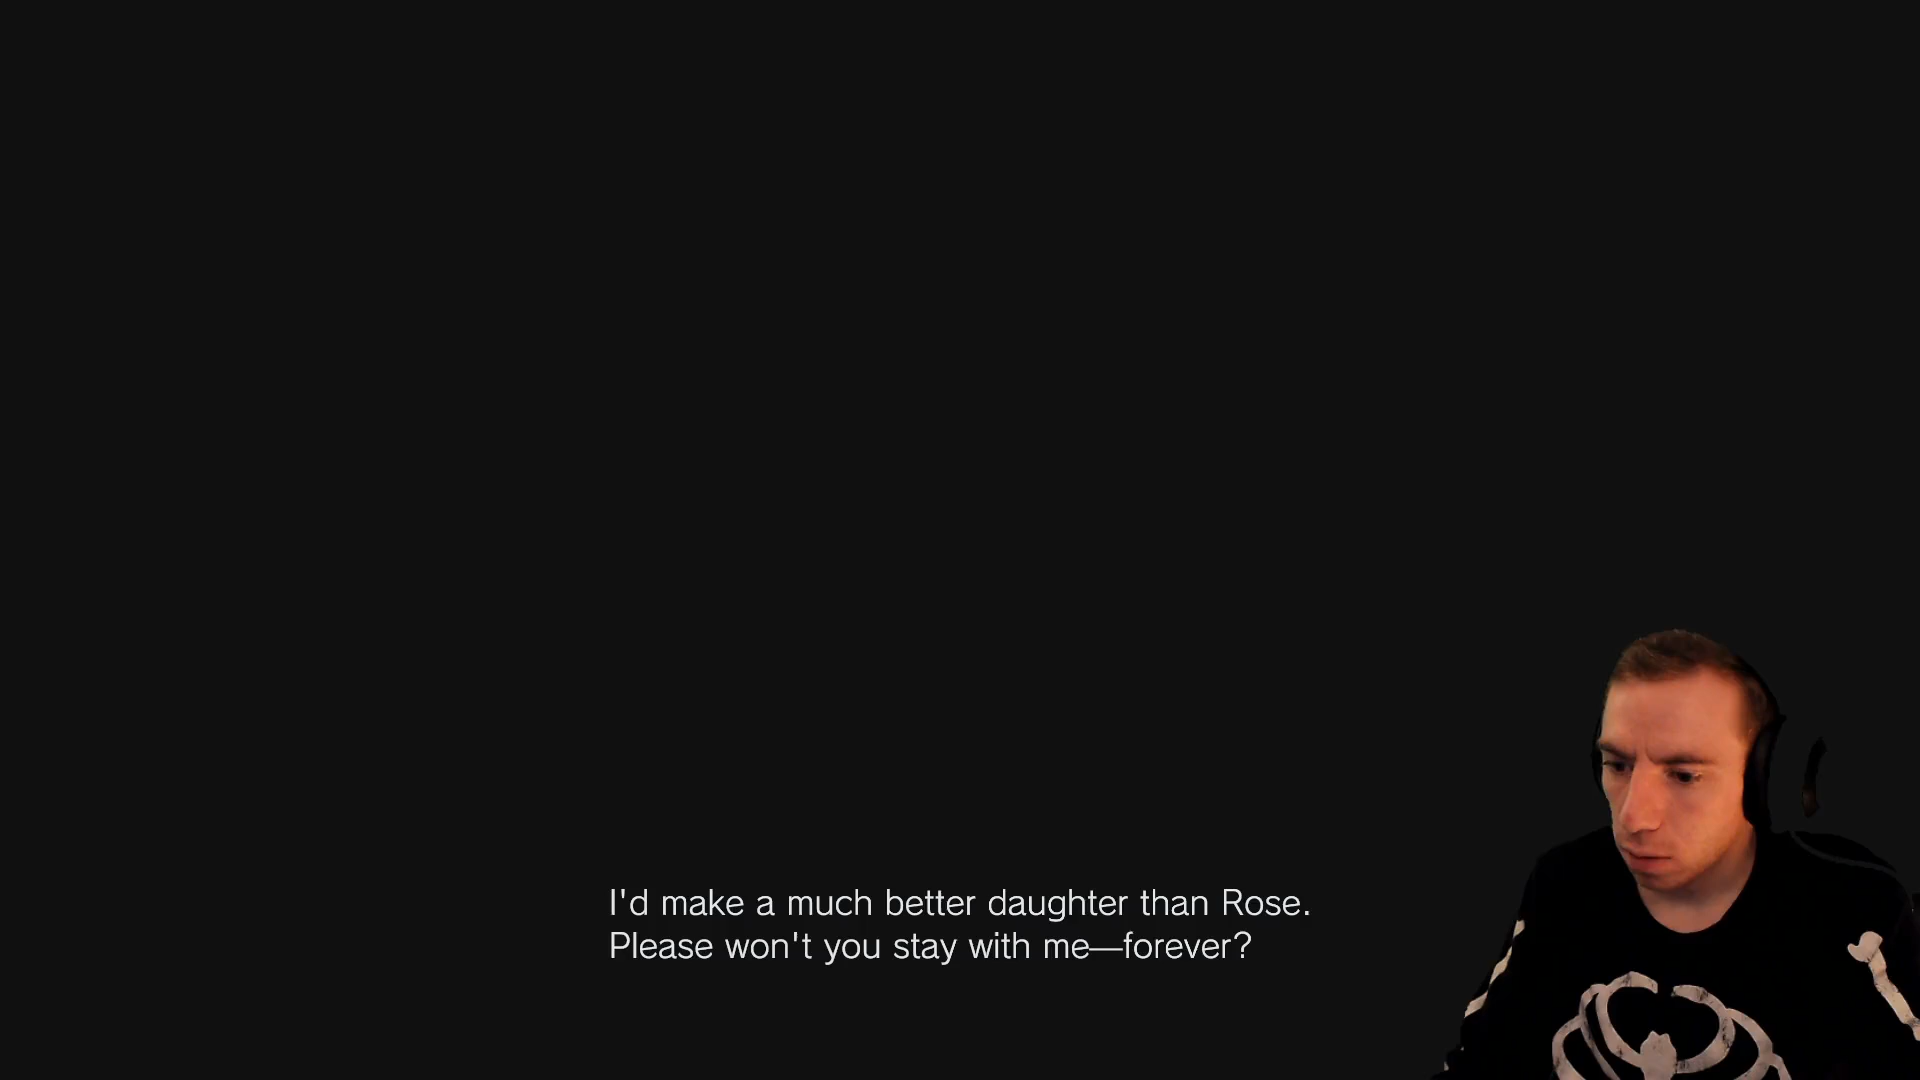 I'd make a much better daughter than Rose.
Please won't you stay with me—forever?